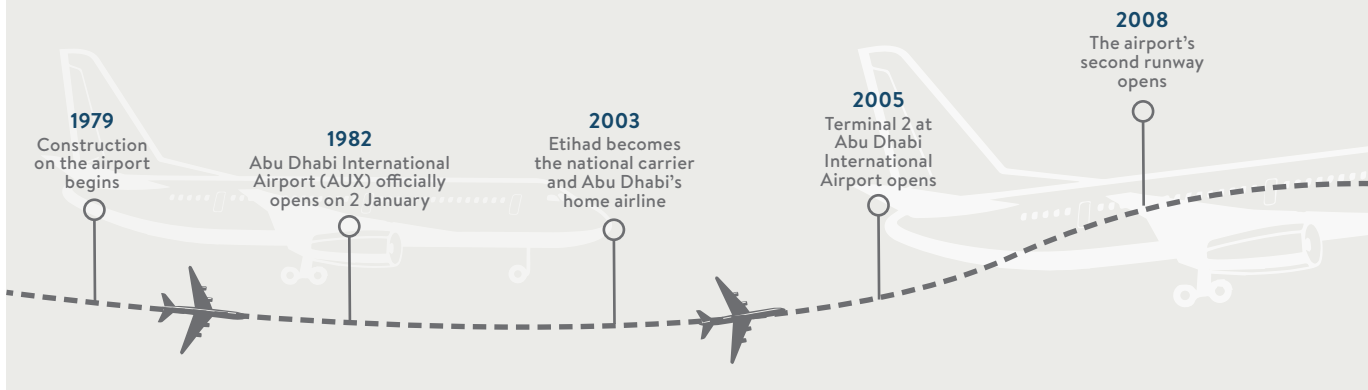 1979
Construction
on the airport
begins
1982
Abu Dhabi International
Airport (AUX) officially
opens on 2 January
2003
Etihad becomes
the national carrier
and Abu Dhabi’s
home airline
2005
Terminal 2 at
Abu Dhabi
International
Airport opens
2008
The airport’s
second runway
opens